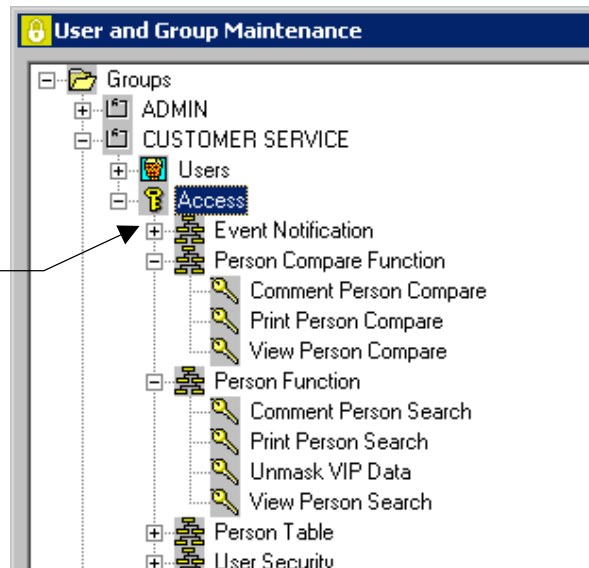 User and Group Maintenance
Groups
ADMIN
CUSTOMER SERVICE
Users
Access
Event Notification
Person Compare Function
Comment Person Compare
Print Person Compare
View Person Compare
Person Function
Comment Person Search
Print Person Search
Unmask VIP Data
View Person Search
Person Table
User Security